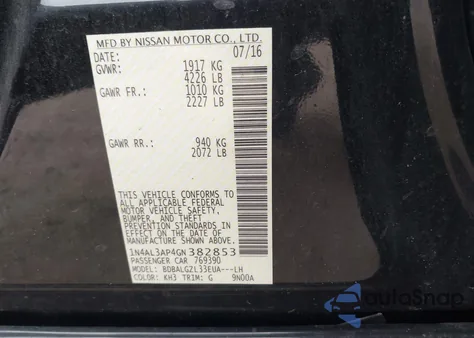 MFD BY NISSAN MOTOR CO., LTD.
DATE: 07/16
GVWR: 1917 KG
4226 LB
GAWR FR.: 1010 KG
2227 LB
GAWR RR.: 940 KG
2072 LB
THIS VEHICLE CONFORMS TO
ALL APPLICABLE FEDERAL
MOTOR VEHICLE SAFETY,
BUMPER, AND THEFT
PREVENTION STANDARDS
IN EFFECT ON THE DATE OF
MANUFACTURE SHOWN ABOVE.
1N4AL3AP4GN382853
PASSENGER CAR 769390
MODEL: BDBALGZL33EUA---LH
COLOR: KH3 TRIM: G 9N00A
autoSnap